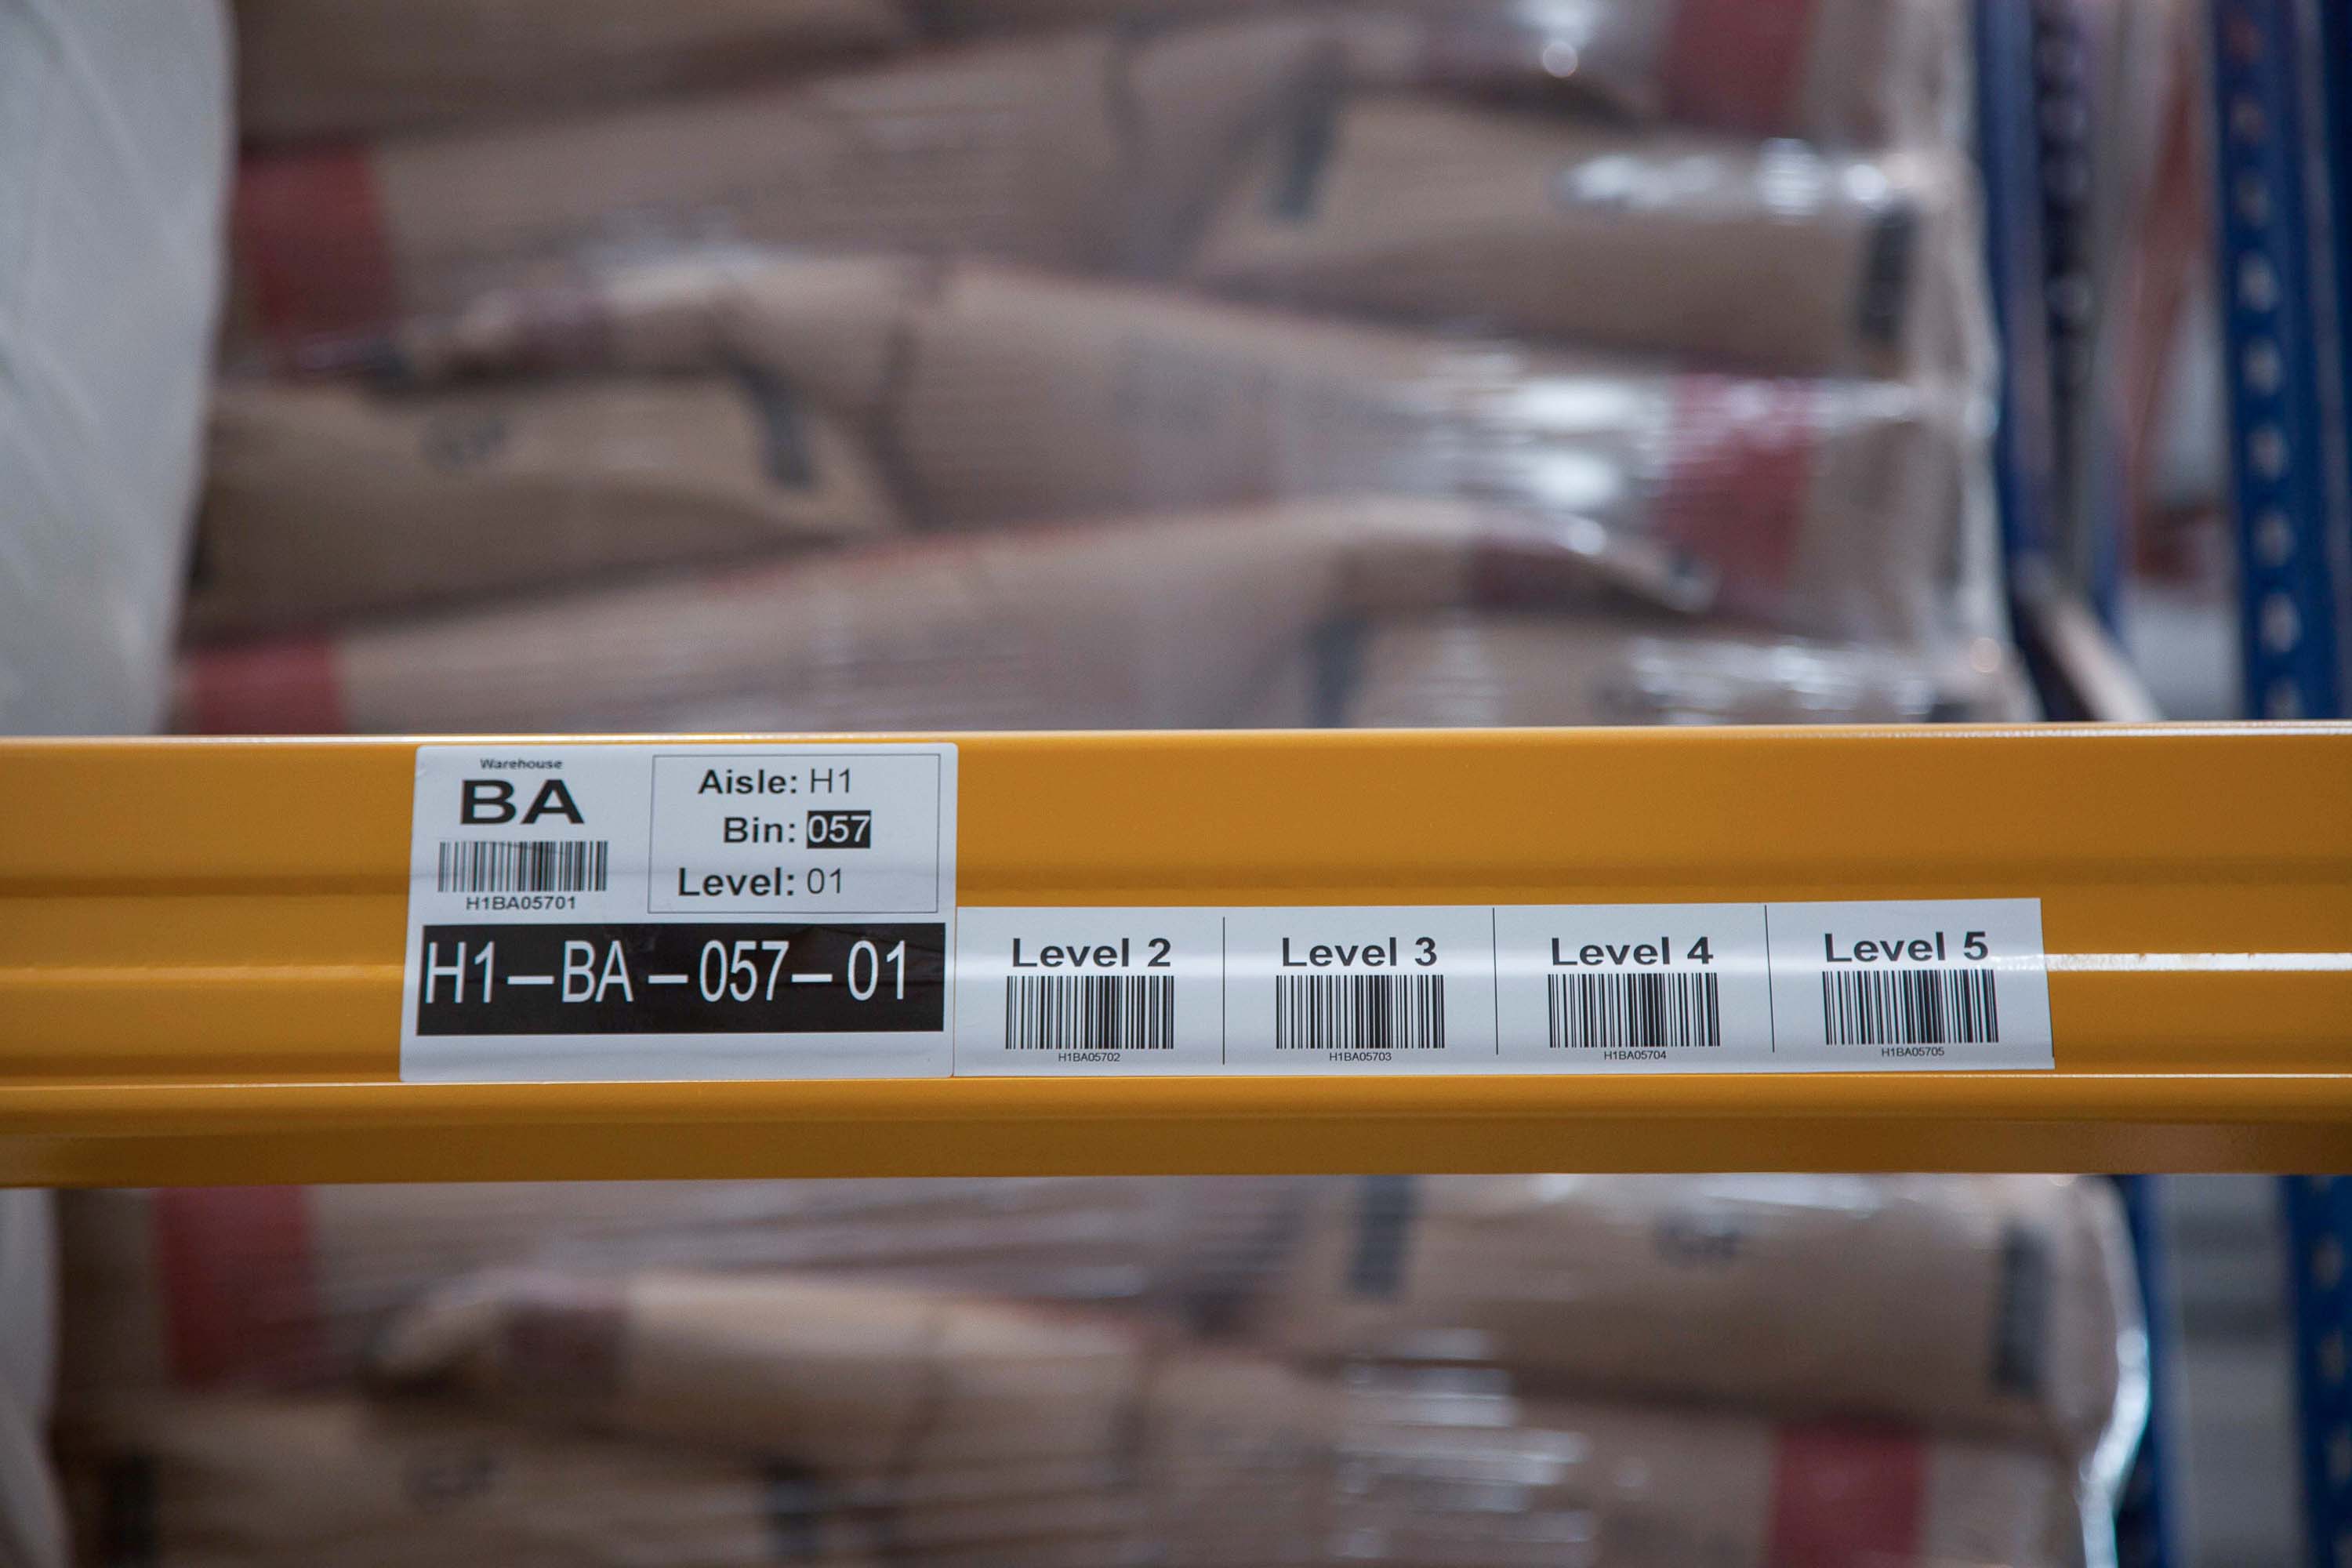 Warehouse
BA
H1BA05701
Aisle: H1
Bin: 057
Level: 01
H1–BA–057–01
Level 2
H1BA05702
Level 3
H1BA05703
Level 4
H1BA05704
Level 5
H1BA05705